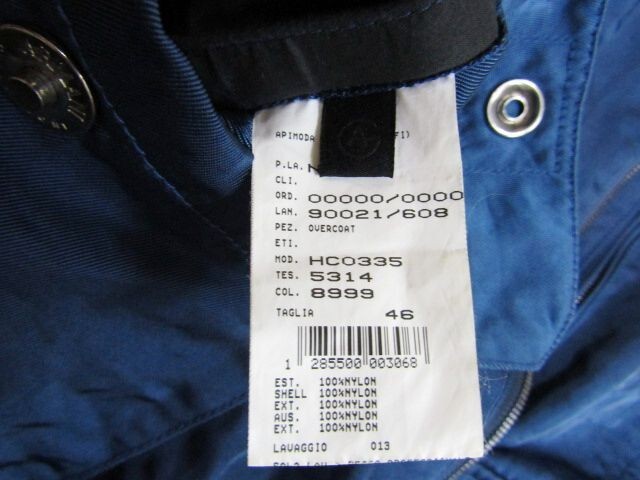 APIMODA F1)
P.LA.
CLI.
ORD. 00000/0000
LAN. 90021/608
PEZ. OVERCOAT
ETI.
MOD. HC0335
TES. 5314
COL. 8999
TAGLIA 46
1 285500 003068
EST. 100%NYLON
SHELL 100%NYLON
EXT. 100%NYLON
AUS. 100%NYLON
EXT. 100%NYLON
LAVAGGIO 013